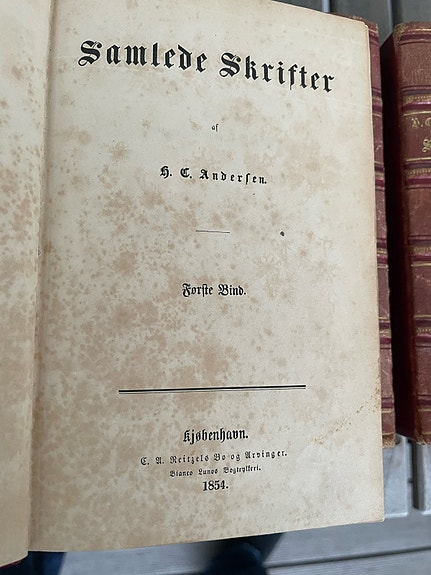 Samlede Skrifter
af
H. C. Andersen.
Første Bind.
Kjøbenhavn.
C. A. Reitzels Bo og Arvinger.
Bianco Lunos Bogtrykkeri.
1854.